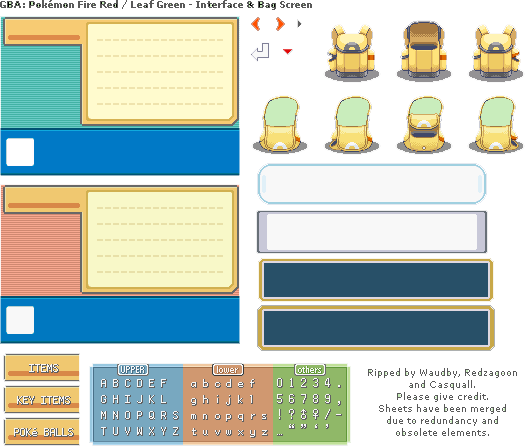 GBA: Pokémon Fire Red / Leaf Green - Interface & Bag Screen
ITEMS
KEY ITEMS
POKé BALLS
UPPER
A B C D E F
G H I J K L
M N O P Q R S
T U V W X Y Z
lower
a b c d e f
g h i j k l
m n o p q r s
t u v w x y z
others
0 1 2 3 4 .
5 6 7 8 9 ,
! ? ♂ ♀ / -
… “ ” ‘ ’
Ripped by Waudby, Redzagoon
and Casquall.
Please give credit.
Sheets have been merged
due to redundancy and
obsolete elements.